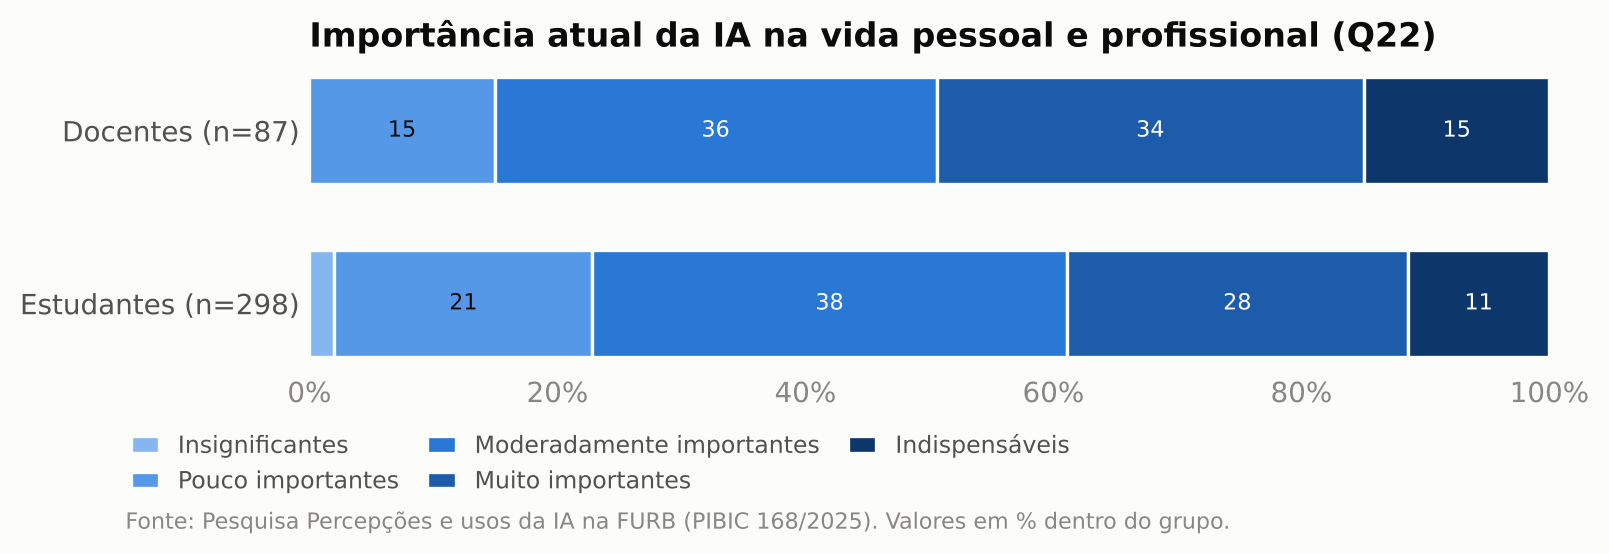 Importância atual da IA na vida pessoal e profissional (Q22)
Docentes (n=87) 15 36 34 15
Estudantes (n=298) 21 38 28 11
0% 20% 40% 60% 80% 100%
Insignificantes Moderadamente importantes Indispensáveis
Pouco importantes Muito importantes
Fonte: Pesquisa Percepções e usos da IA na FURB (PIBIC 168/2025). Valores em % dentro do grupo.